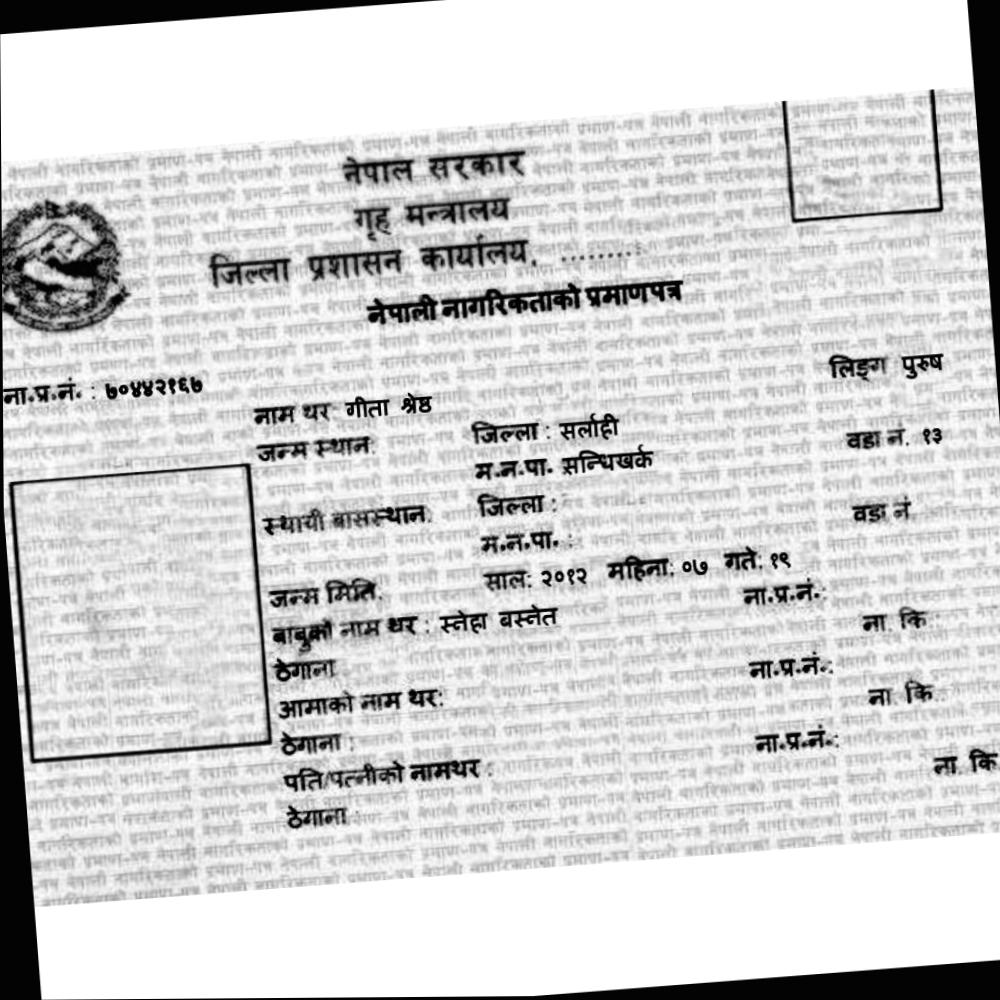 नेपाल सरकार
गृह मन्त्रालय
जिल्ला प्रशासन कार्यालय, .........
नेपाली नागरिकताको प्रमाणपत्र
ना.प्र.नं. : ७०४४२१६७
लिङ्ग पुरुष
नाम थर गीता श्रेष्ठ
जन्म स्थान: जिल्ला : सर्लाही
वडा नं. १३
म.न.पा. सन्धिखर्क
स्थायी बासस्थान: जिल्ला :
वडा नं
म.न.पा. :
जन्म मिति: साल: २०१२ महिना: ०७ गते: १९
बाबुको नाम थर : स्नेहा बस्नेत ना.प्र.नं.:
ठेगाना ना. कि :
आमाको नाम थर: ना.प्र.नं.:
ठेगाना : ना. कि :
पति/पत्नीको नामथर : ना.प्र.नं.:
ठेगाना : ना. कि